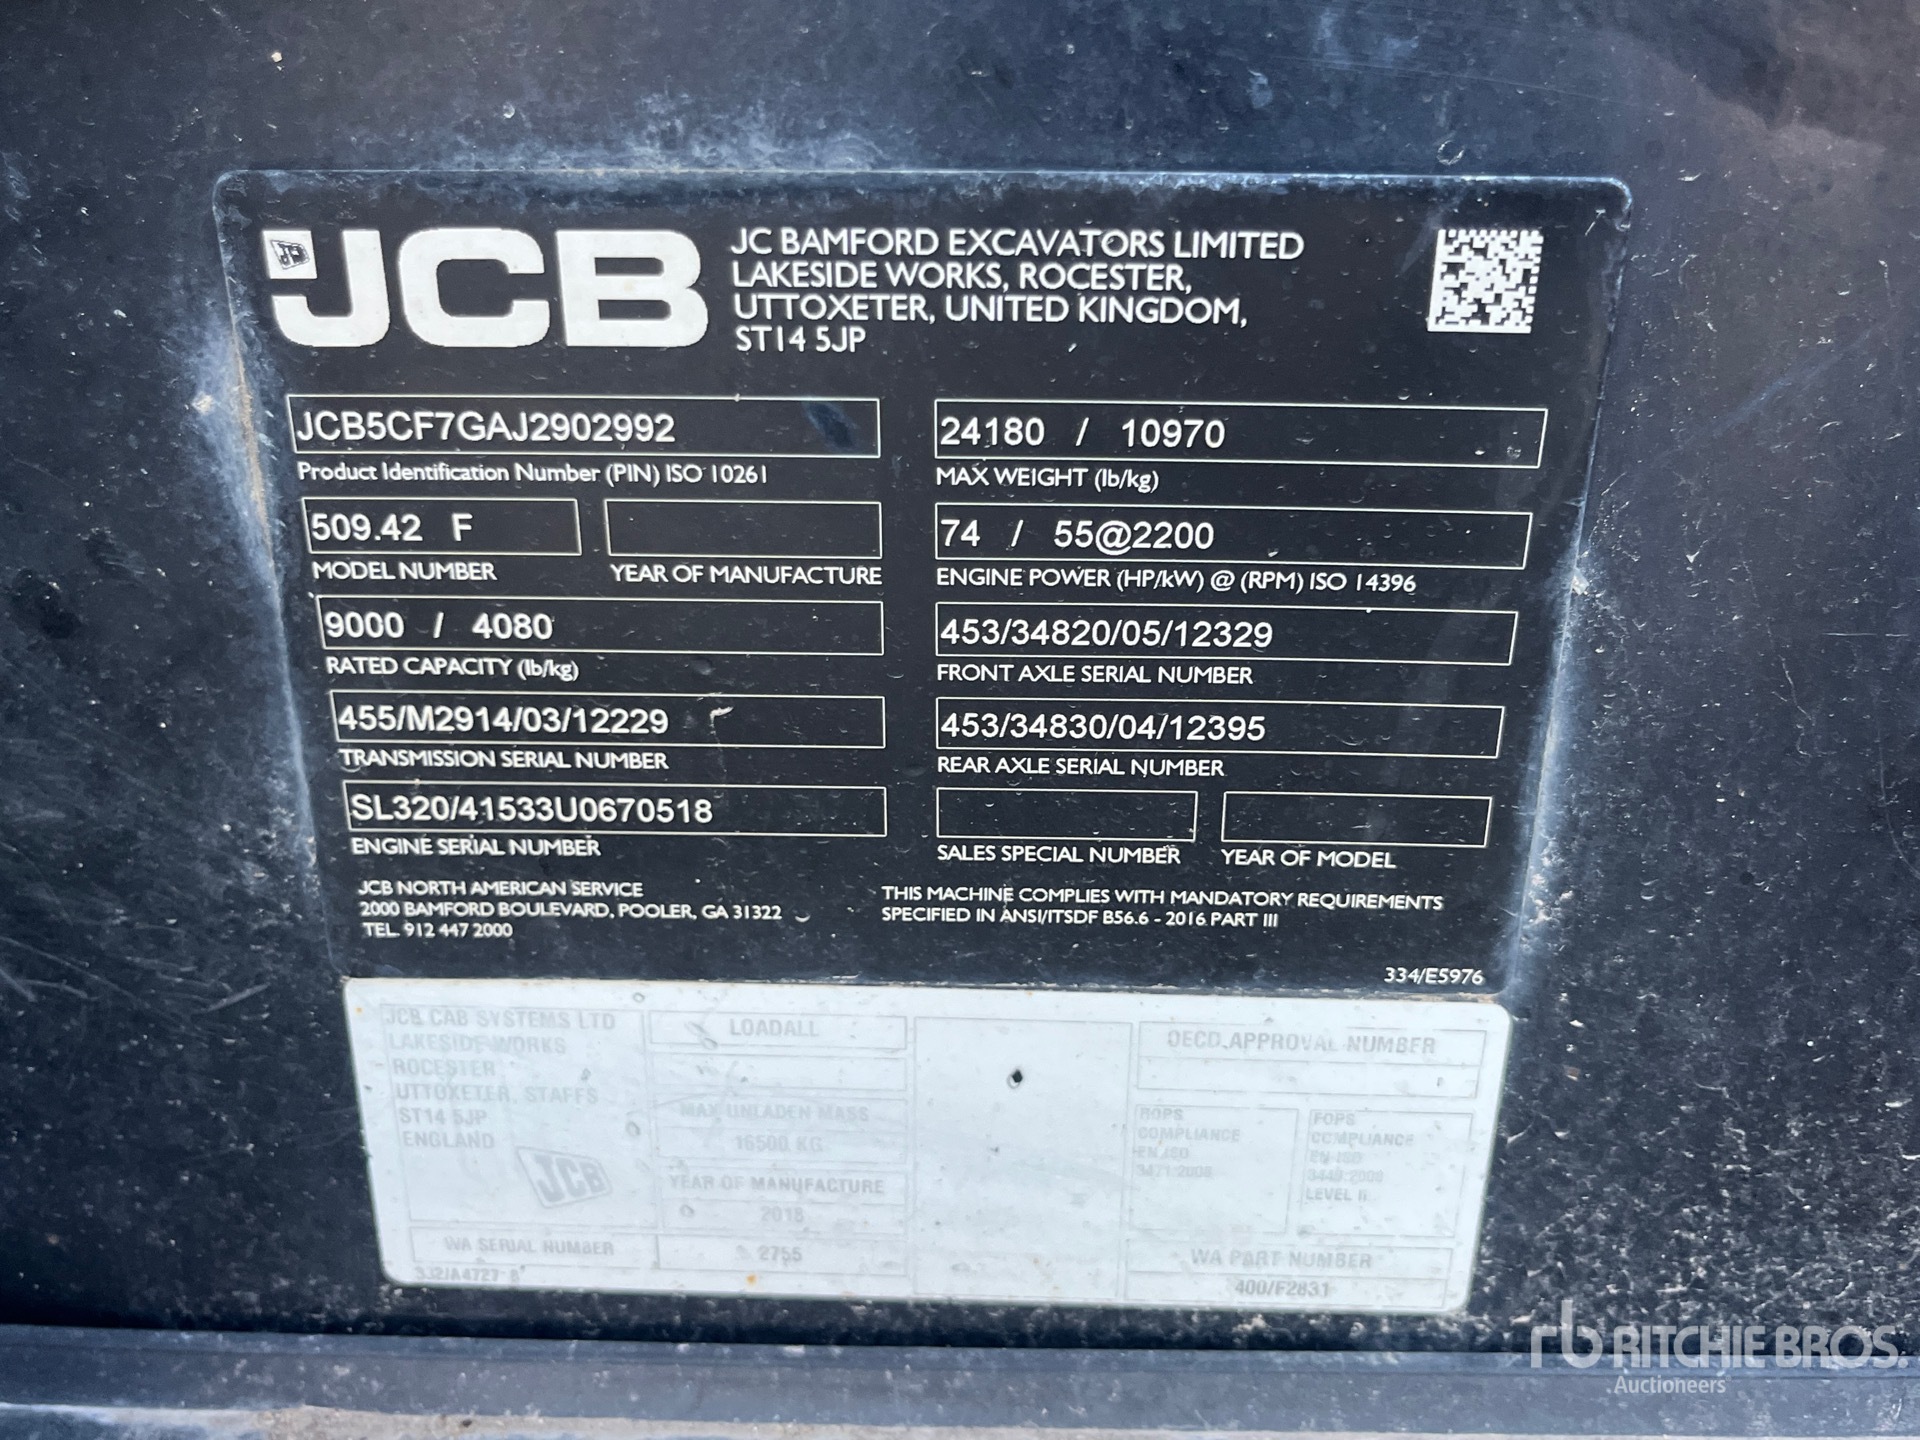 JCB
JC BAMFORD EXCAVATORS LIMITED
LAKESIDE WORKS, ROCESTER,
UTTOXETER, UNITED KINGDOM,
ST14 5JP
JCB5CF7GAJ2902992
Product Identification Number (PIN) ISO 10261
24180 / 10970
MAX WEIGHT (lb/kg)
509.42 F
MODEL NUMBER
YEAR OF MANUFACTURE
74 / 55@2200
ENGINE POWER (HP/kW) @ (RPM) ISO 14396
9000 / 4080
RATED CAPACITY (lb/kg)
453/34820/05/12329
FRONT AXLE SERIAL NUMBER
455/M2914/03/12229
TRANSMISSION SERIAL NUMBER
453/34830/04/12395
REAR AXLE SERIAL NUMBER
SL320/41533U0670518
ENGINE SERIAL NUMBER
SALES SPECIAL NUMBER
YEAR OF MODEL
JCB NORTH AMERICAN SERVICE
2000 BAMFORD BOULEVARD, POOLER, GA 31322
TEL. 912 447 2000
THIS MACHINE COMPLIES WITH MANDATORY REQUIREMENTS
SPECIFIED IN ANSI/ITSDF B56.6 - 2016 PART III
334/E5976
JCB CAB SYSTEMS LTD
LAKESIDE WORKS
ROCESTER
UTTOXETER, STAFFS
ST14 5JP
ENGLAND
JCB
WA SERIAL NUMBER
LOADALL
MAX UNLADEN MASS
16500 KG
YEAR OF MANUFACTURE
2018
2755
OECD APPROVAL NUMBER
ROPS
COMPLIANCE
EN ISO
3471:2008
FOPS
COMPLIANCE
EN ISO
LEVEL II
WA PART NUMBER
400/F2831
rb RITCHIE BROS.
Auctioneers